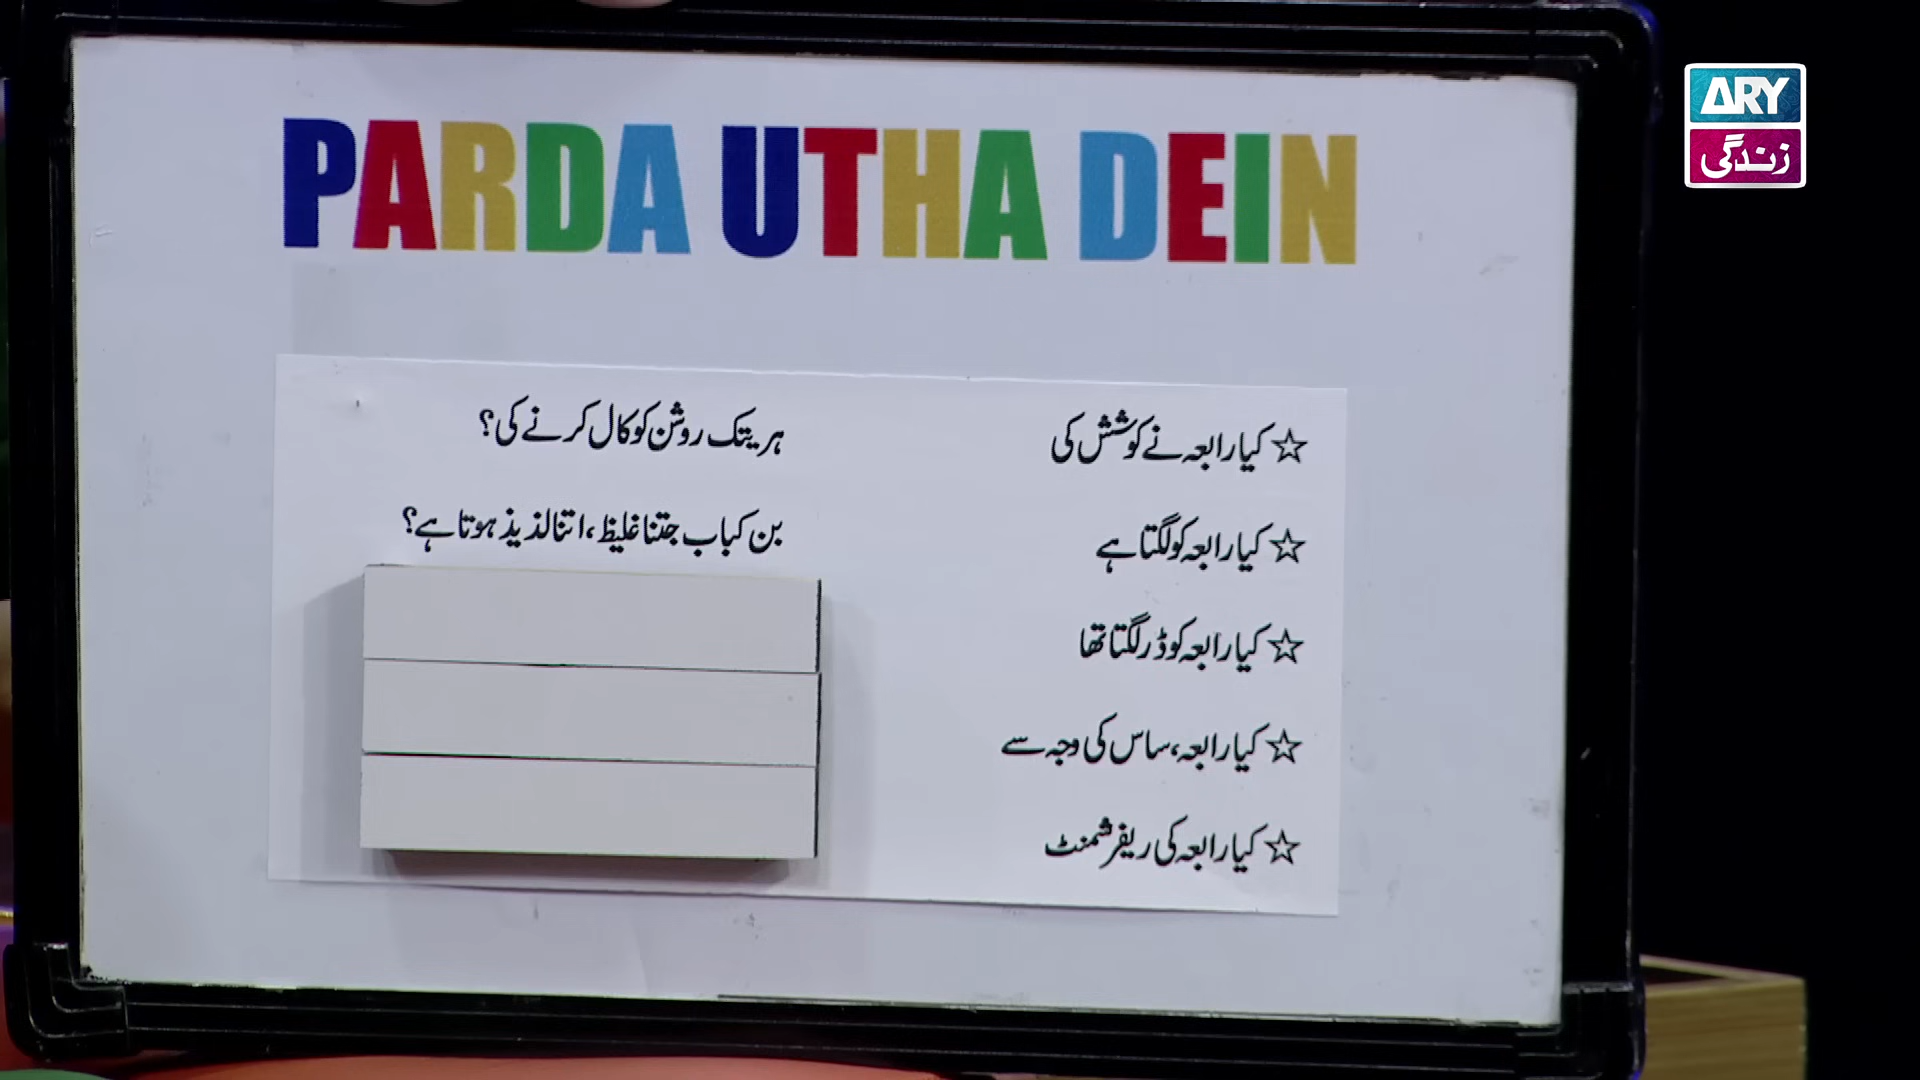 PARDA UTHA DEIN
ARY
زندگی
☆ کیا رابعہ نے کوشش کی ہریتک روشن کو کال کرنے کی؟
☆ کیا رابعہ کو لگتا ہے بن کباب جتنا غلیظ، اتنا لذیذ ہوتا ہے؟
☆ کیا رابعہ کو ڈر لگتا تھا
☆ کیا رابعہ، ساس کی وجہ سے
☆ کیا رابعہ کی ریفرشمنٹ